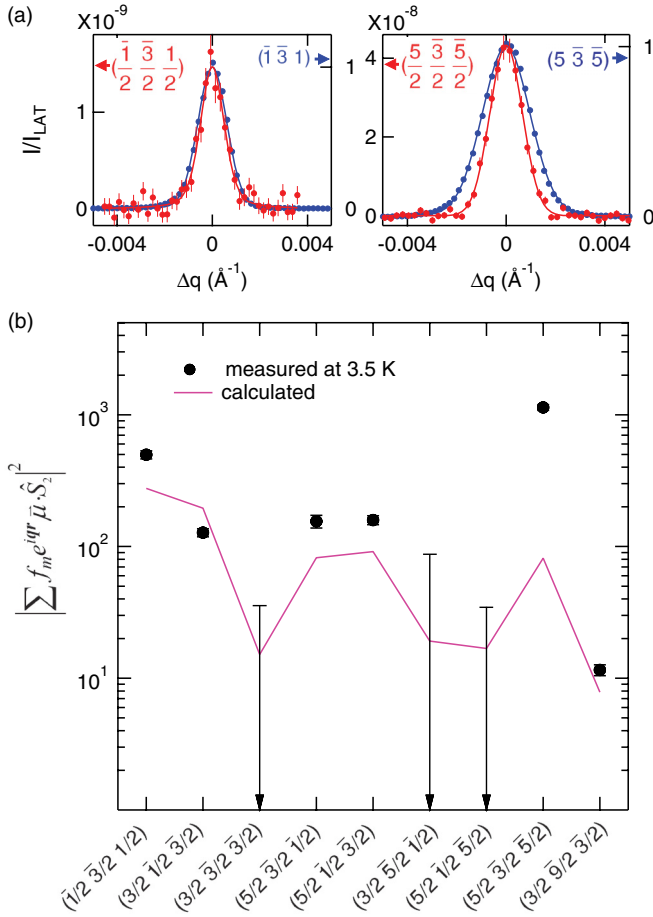 (a)
X10⁻⁹
X10⁻⁸
(1̄/2 3̄/2 1/2)
(1̄ 3̄ 1)
(5/2 3̄/2 5̄/2)
(5 3̄ 5̄)
I/I_LAT
1
0
1
0
4
2
0
1
0
-0.004
0
0.004
-0.004
0
0.004
Δq (Å⁻¹)
Δq (Å⁻¹)
(b)
measured at 3.5 K
calculated
|∑ f_m e^{iqr} μ̄·Ŝ₂|²
10³
10²
10¹
(1̄/2 3̄/2 1/2)
(3/2 1/2 3̄/2)
(3/2 3̄/2 3̄/2)
(5/2 3̄/2 1̄/2)
(5/2 1/2 3̄/2)
(3/2 5̄/2 1/2)
(5/2 1/2 5̄/2)
(5/2 3̄/2 5̄/2)
(3/2 9̄/2 3̄/2)